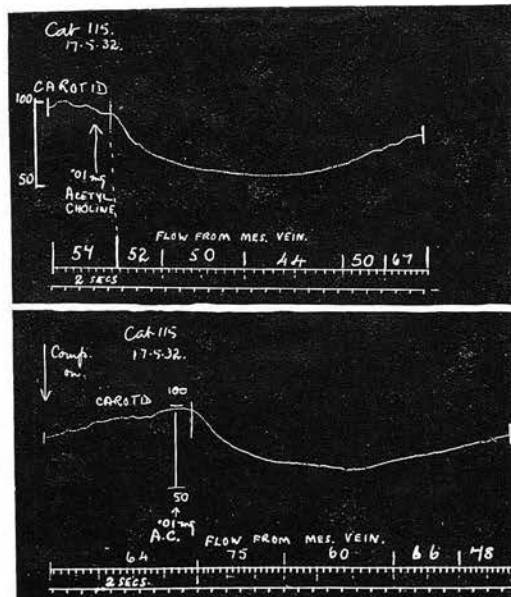 Cat 115.
17.5.32.
CAROTID
100
50
.01 mg
ACETYL
CHOLINE
FLOW FROM MES. VEIN.
54 52 50 44 50 67
2 SECS
Cat 115
17.5.32.
Comp.
on.
CAROTID
100
50
.01 mg
A.C.
FLOW FROM MES. VEIN.
64 75 60 66 78
2 SECS.